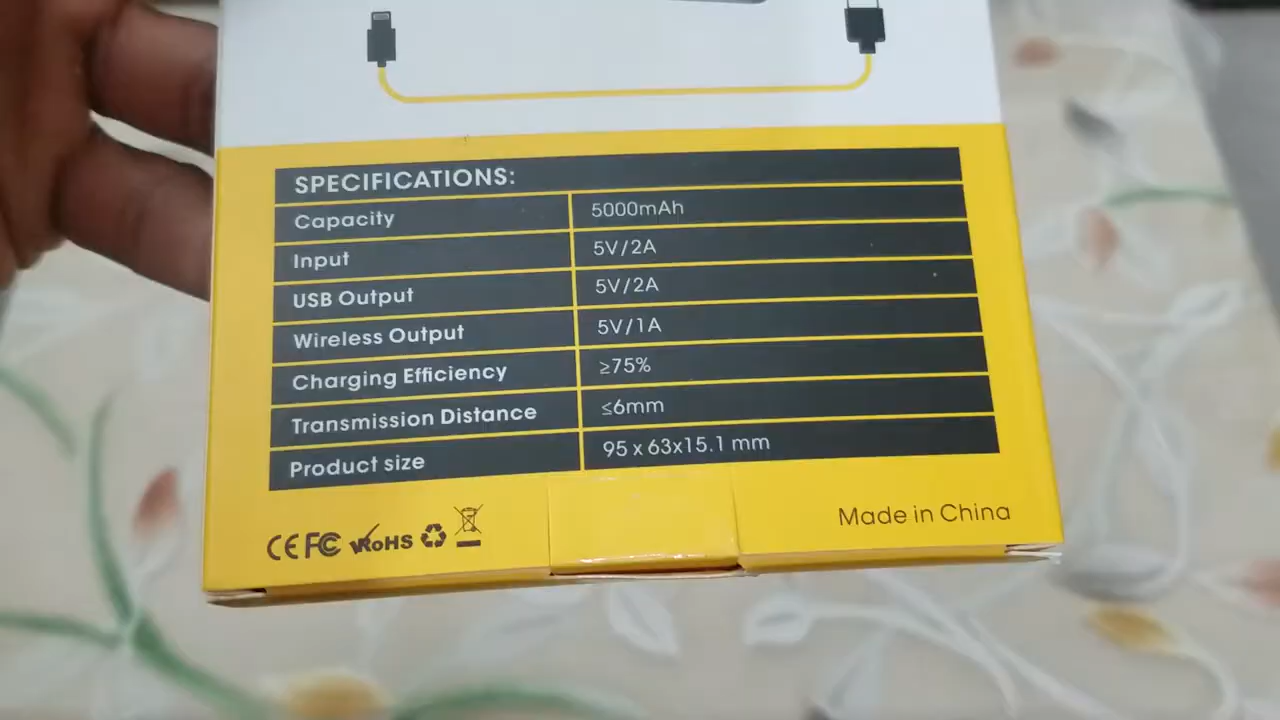 SPECIFICATIONS:
Capacity 5000mAh
Input 5V/2A
USB Output 5V/2A
Wireless Output 5V/1A
Charging Efficiency ≥75%
Transmission Distance ≤6mm
Product size 95 x 63x15.1 mm
CE FC RoHS
Made in China